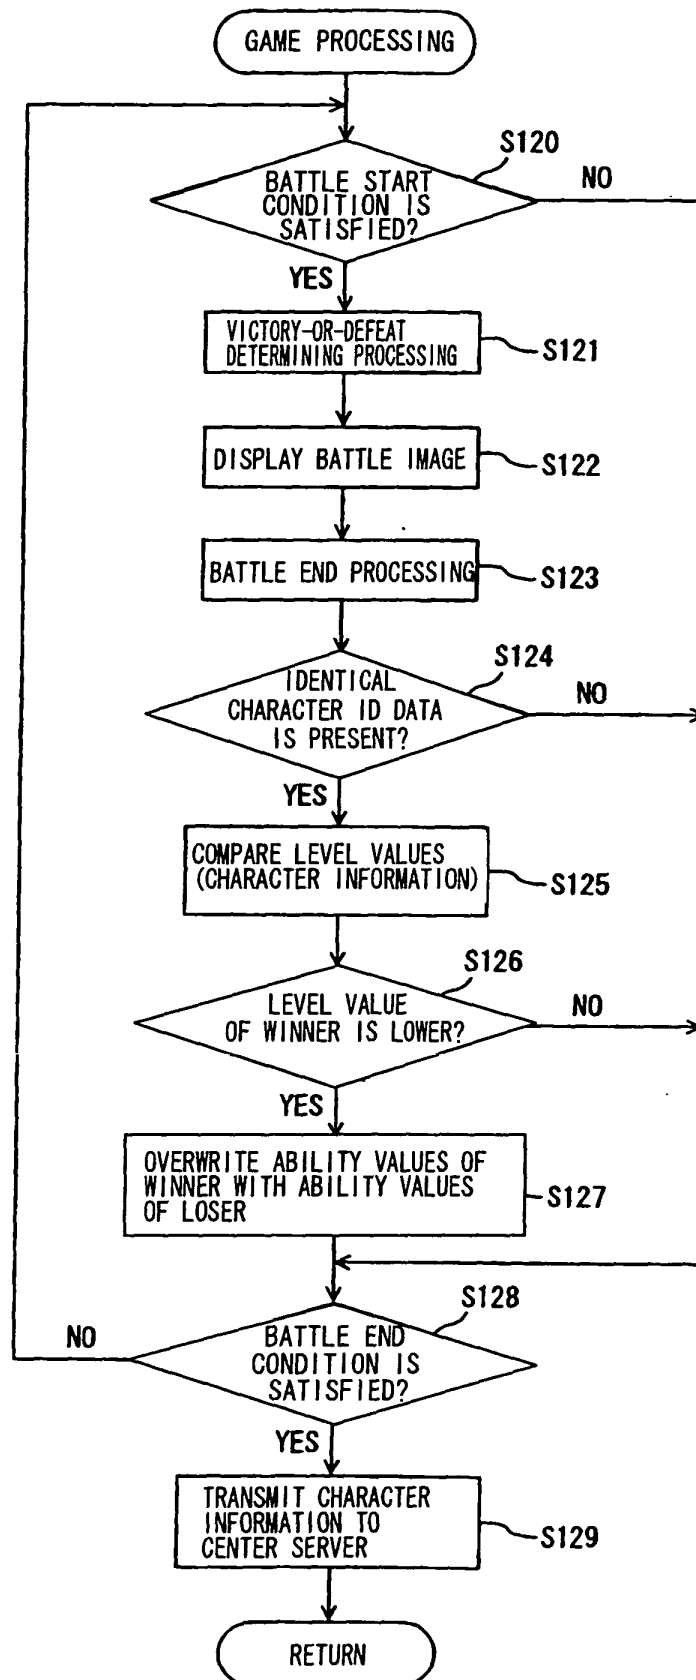 GAME PROCESSING
S120
BATTLE START
CONDITION IS
SATISFIED?
NO
YES
VICTORY-OR-DEFEAT
DETERMINING PROCESSING
S121
DISPLAY BATTLE IMAGE
S122
BATTLE END PROCESSING
S123
S124
IDENTICAL
CHARACTER ID DATA
IS PRESENT?
NO
YES
COMPARE LEVEL VALUES
(CHARACTER INFORMATION)
S125
S126
LEVEL VALUE
OF WINNER IS LOWER?
NO
YES
OVERWRITE ABILITY VALUES OF
WINNER WITH ABILITY VALUES
OF LOSER
S127
S128
BATTLE END
CONDITION IS
SATISFIED?
NO
YES
TRANSMIT CHARACTER
INFORMATION TO
CENTER SERVER
S129
RETURN